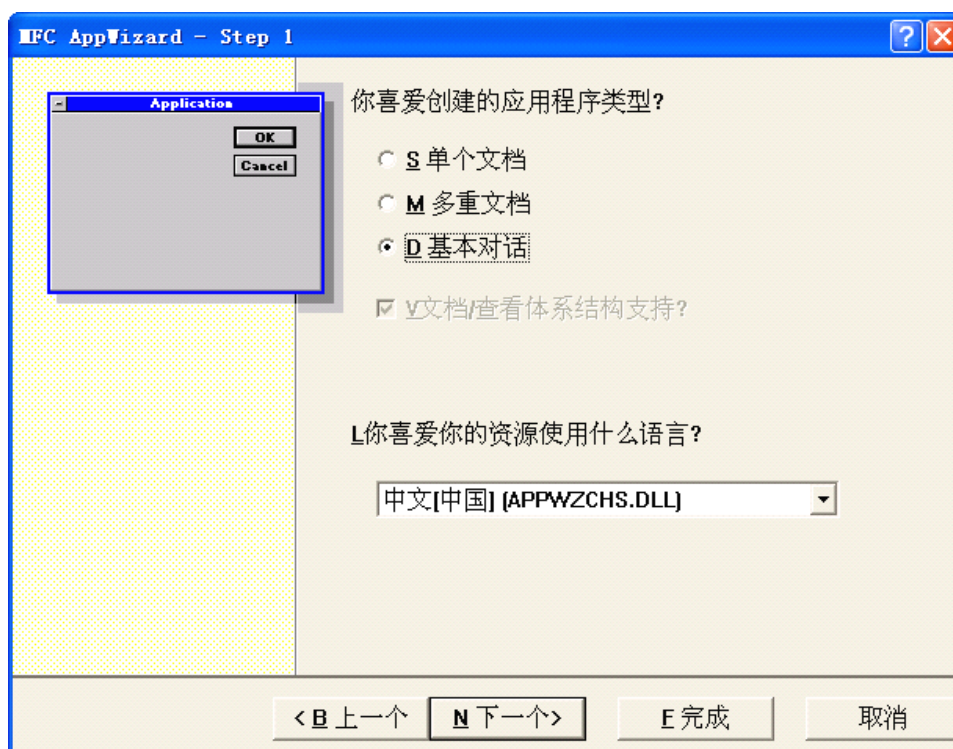 MFC AppWizard - Step 1
Application
OK
Cancel
你喜爱创建的应用程序类型?
S 单个文档
M 多重文档
D 基本对话
V文档/查看体系结构支持?
L你喜爱你的资源使用什么语言?
中文[中国] (APPWZCHS.DLL)
< B 上一个
N 下一个>
F 完成
取消